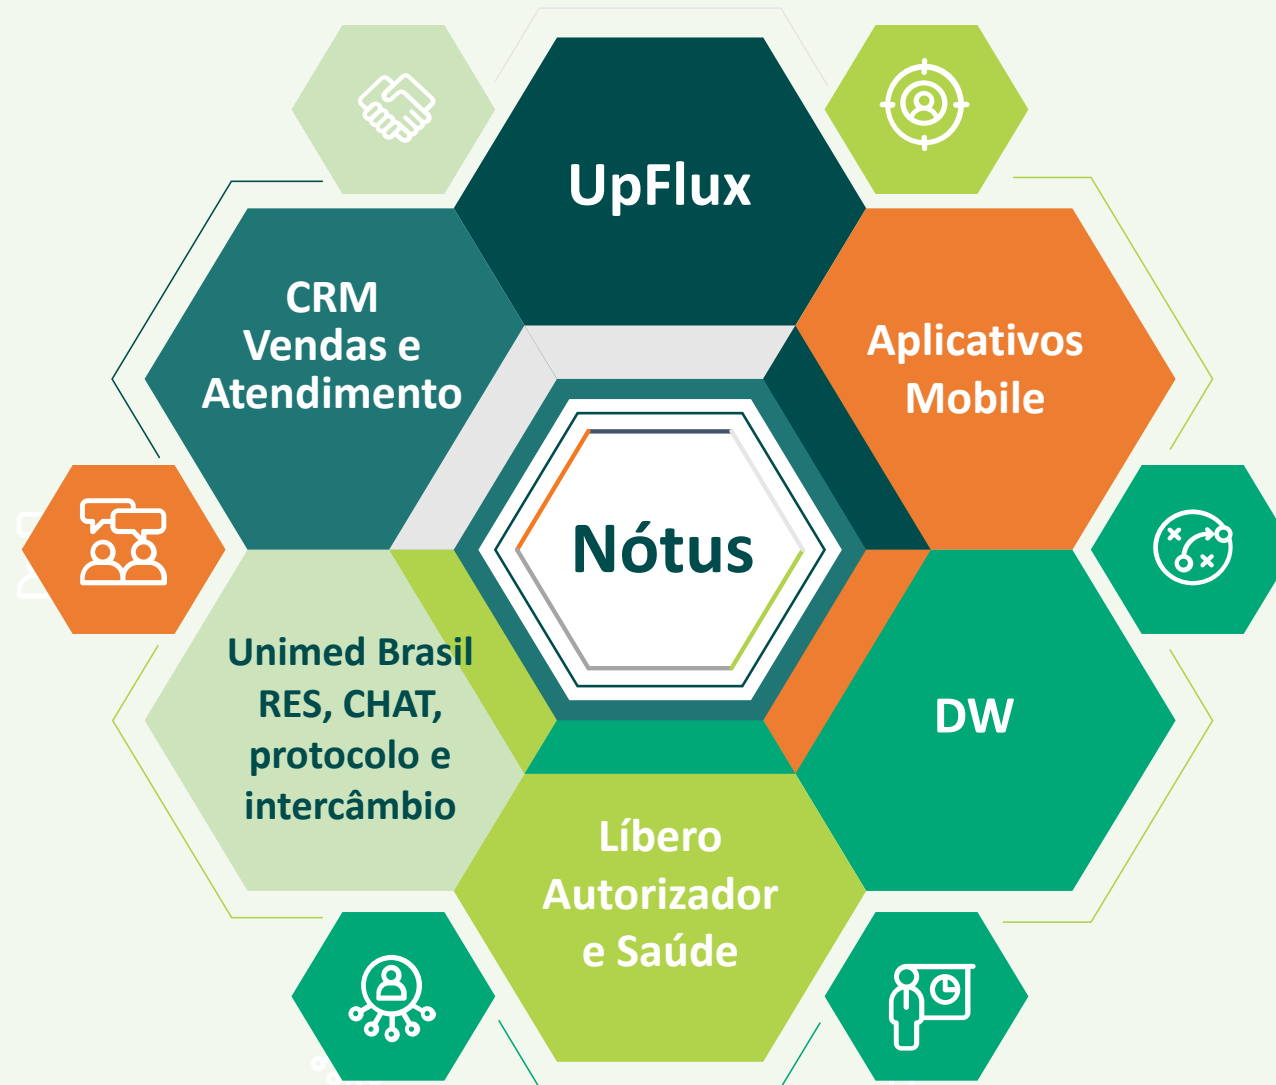 UpFlux
CRM
Vendas e
Atendimento
Aplicativos
Mobile
Nótus
Unimed Brasil
RES, CHAT,
protocolo e
intercâmbio
DW
Líbero
Autorizador
e Saúde